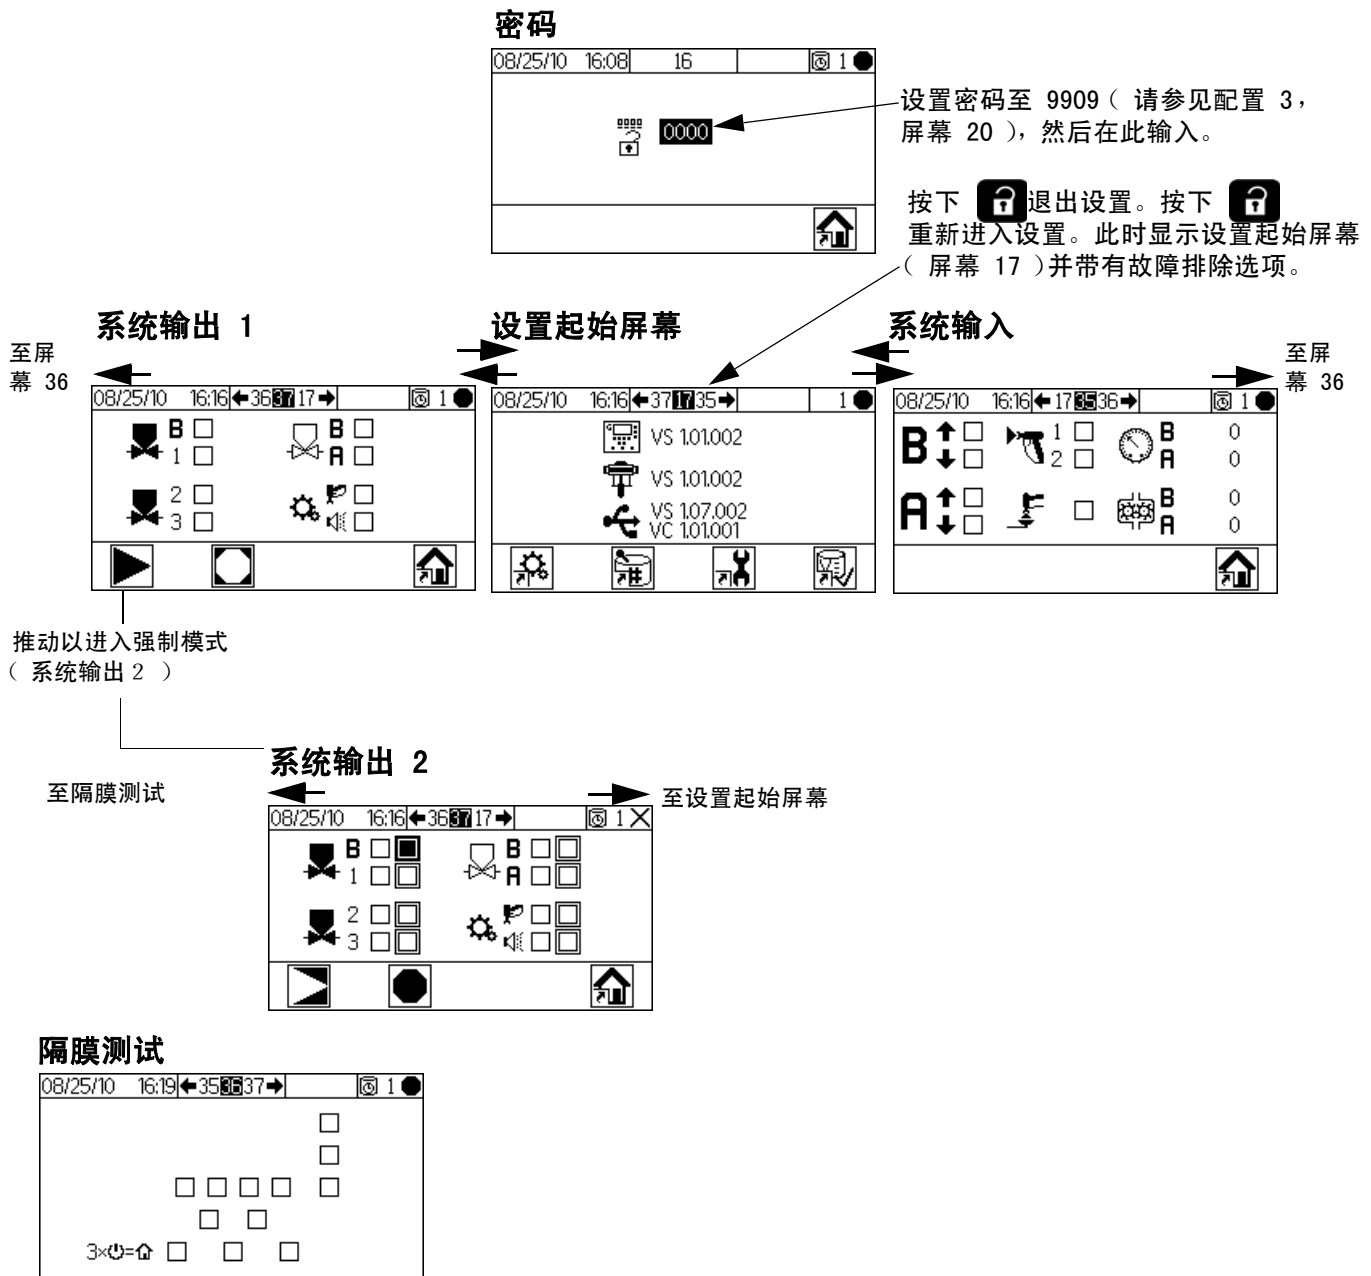 密码
08/25/10 16:08 16 1
0000
设置密码至 9909（ 请参见配置 3，
屏幕 20 ），然后在此输入。
按下 退出设置。按下
重新进入设置。此时显示设置起始屏幕
（ 屏幕 17 ）并带有故障排除选项。
系统输出 1
设置起始屏幕
系统输入
至屏
幕 36
至屏
幕 36
08/25/10 16:16 ←36 37 17→ 1
B
1
B
A
2
3
08/25/10 16:16 ←37 17 35→ 1
VS 1.01.002
VS 1.01.002
VS 1.07.002
VC 1.01.001
08/25/10 16:16 ←17 35 36→ 1
B
1
2
B 0
A 0
A
B 0
A 0
推动以进入强制模式
（ 系统输出2 ）
系统输出 2
至隔膜测试
至设置起始屏幕
08/25/10 16:16 ←36 37 17→ 1
B
1
B
A
2
3
隔膜测试
08/25/10 16:19 ←35 36 37→ 1
3× =